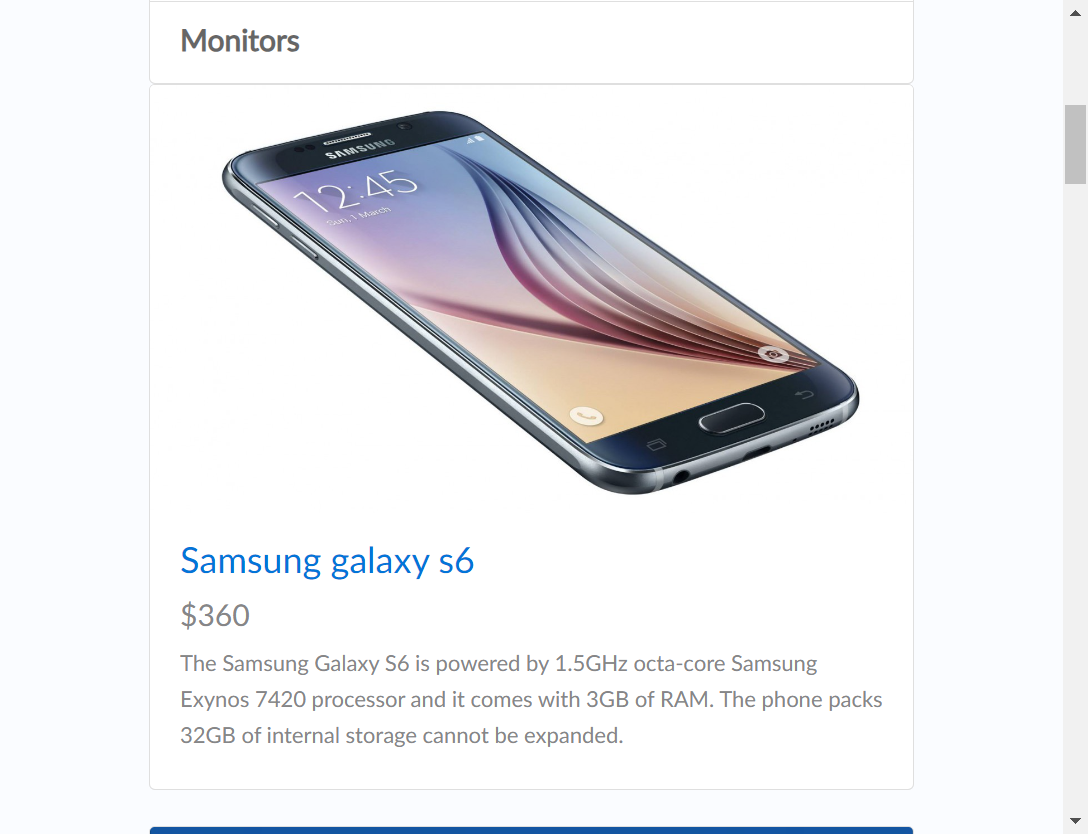 Monitors
SAMSUNG
12:45
Sun, 1 March
Samsung galaxy s6
$360
The Samsung Galaxy S6 is powered by 1.5GHz octa-core Samsung
Exynos 7420 processor and it comes with 3GB of RAM. The phone packs
32GB of internal storage cannot be expanded.